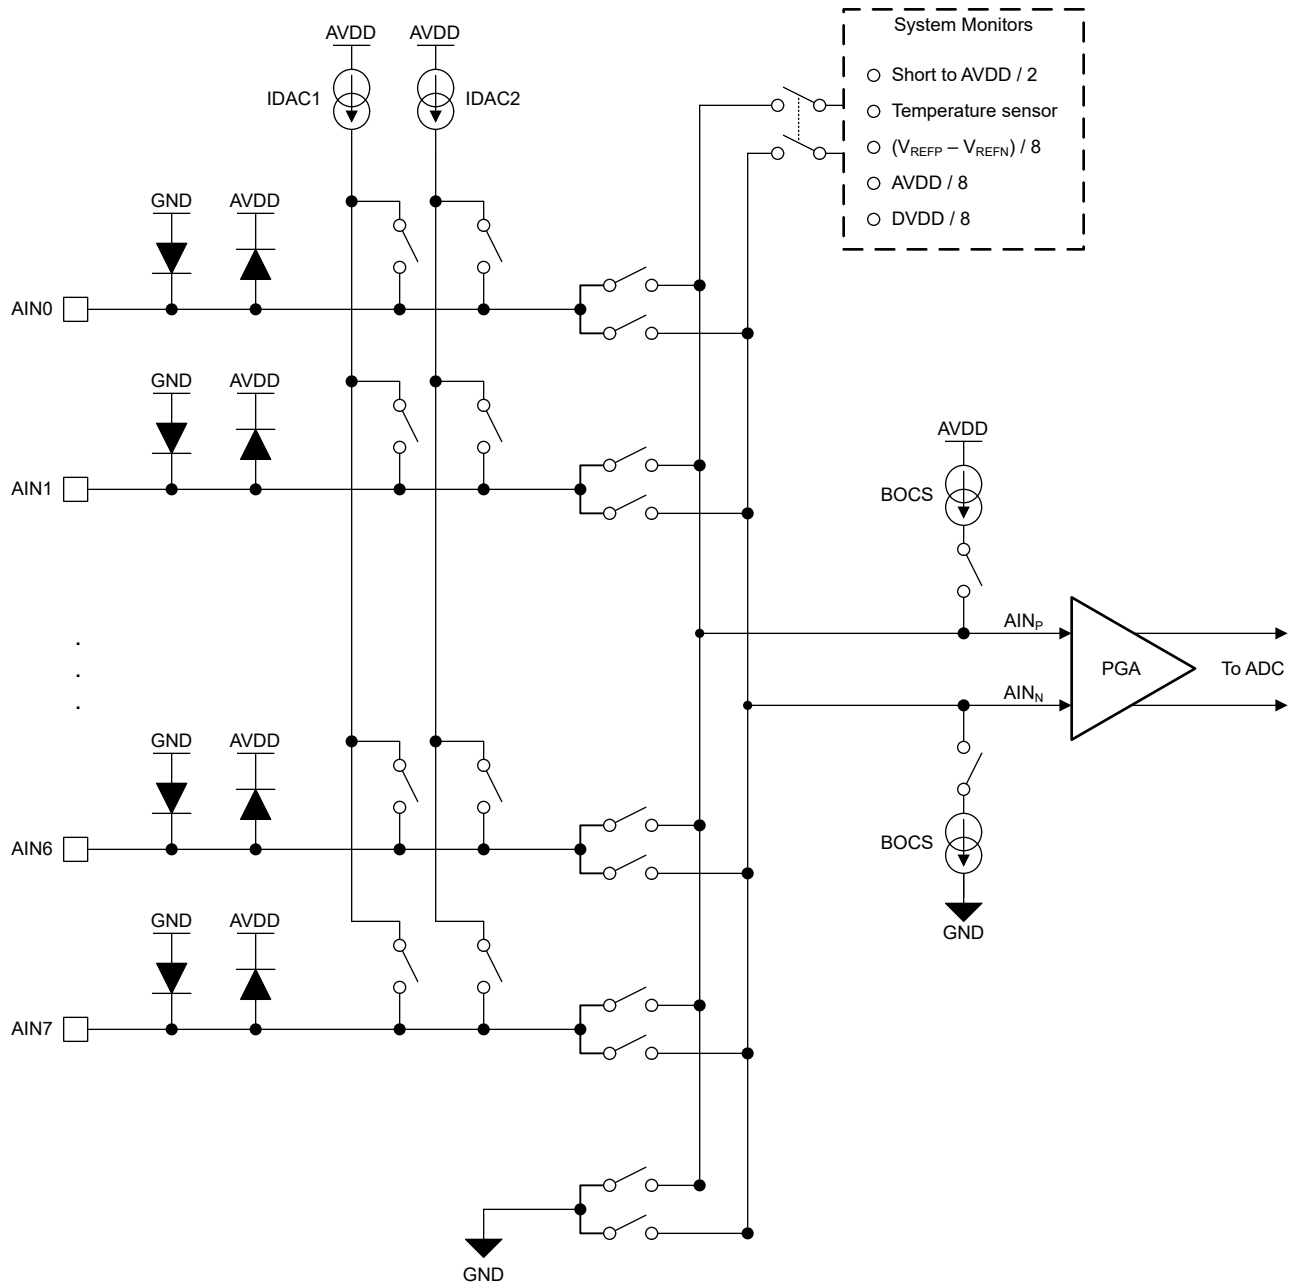 System Monitors
Short to AVDD / 2
Temperature sensor
(VREFP – VREFN) / 8
AVDD / 8
DVDD / 8
AVDD
AVDD
IDAC1
IDAC2
GND
AVDD
AIN0
GND
AVDD
AIN1
AVDD
BOCS
AINP
PGA
To ADC
AINN
BOCS
GND
.
.
.
GND
AVDD
AIN6
GND
AVDD
AIN7
GND